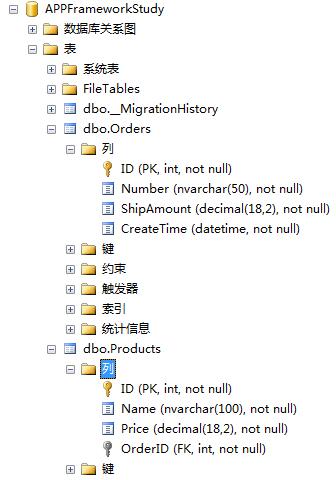 APPFrameworkStudy
数据库关系图
表
系统表
FileTables
dbo.__MigrationHistory
dbo.Orders
列
ID (PK, int, not null)
Number (nvarchar(50), not null)
ShipAmount (decimal(18,2), not null)
CreateTime (datetime, not null)
键
约束
触发器
索引
统计信息
dbo.Products
列
ID (PK, int, not null)
Name (nvarchar(100), not null)
Price (decimal(18,2), not null)
OrderID (FK, int, not null)
键